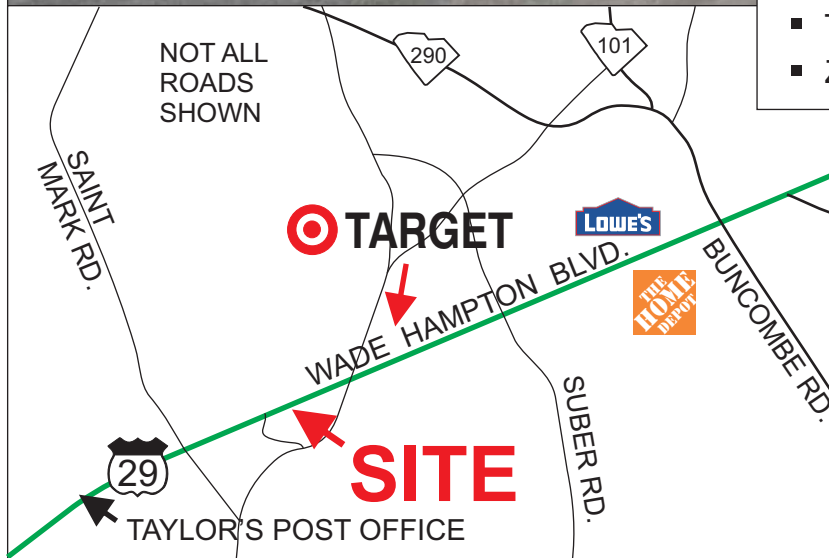 NOT ALL
ROADS
SHOWN
290
101
SAINT
MARK RD.
TARGET
LOWE'S
WADE HAMPTON BLVD.
THE
HOME
DEPOT
BUNCOMBE RD.
SUBER RD.
SITE
29
TAYLOR'S POST OFFICE